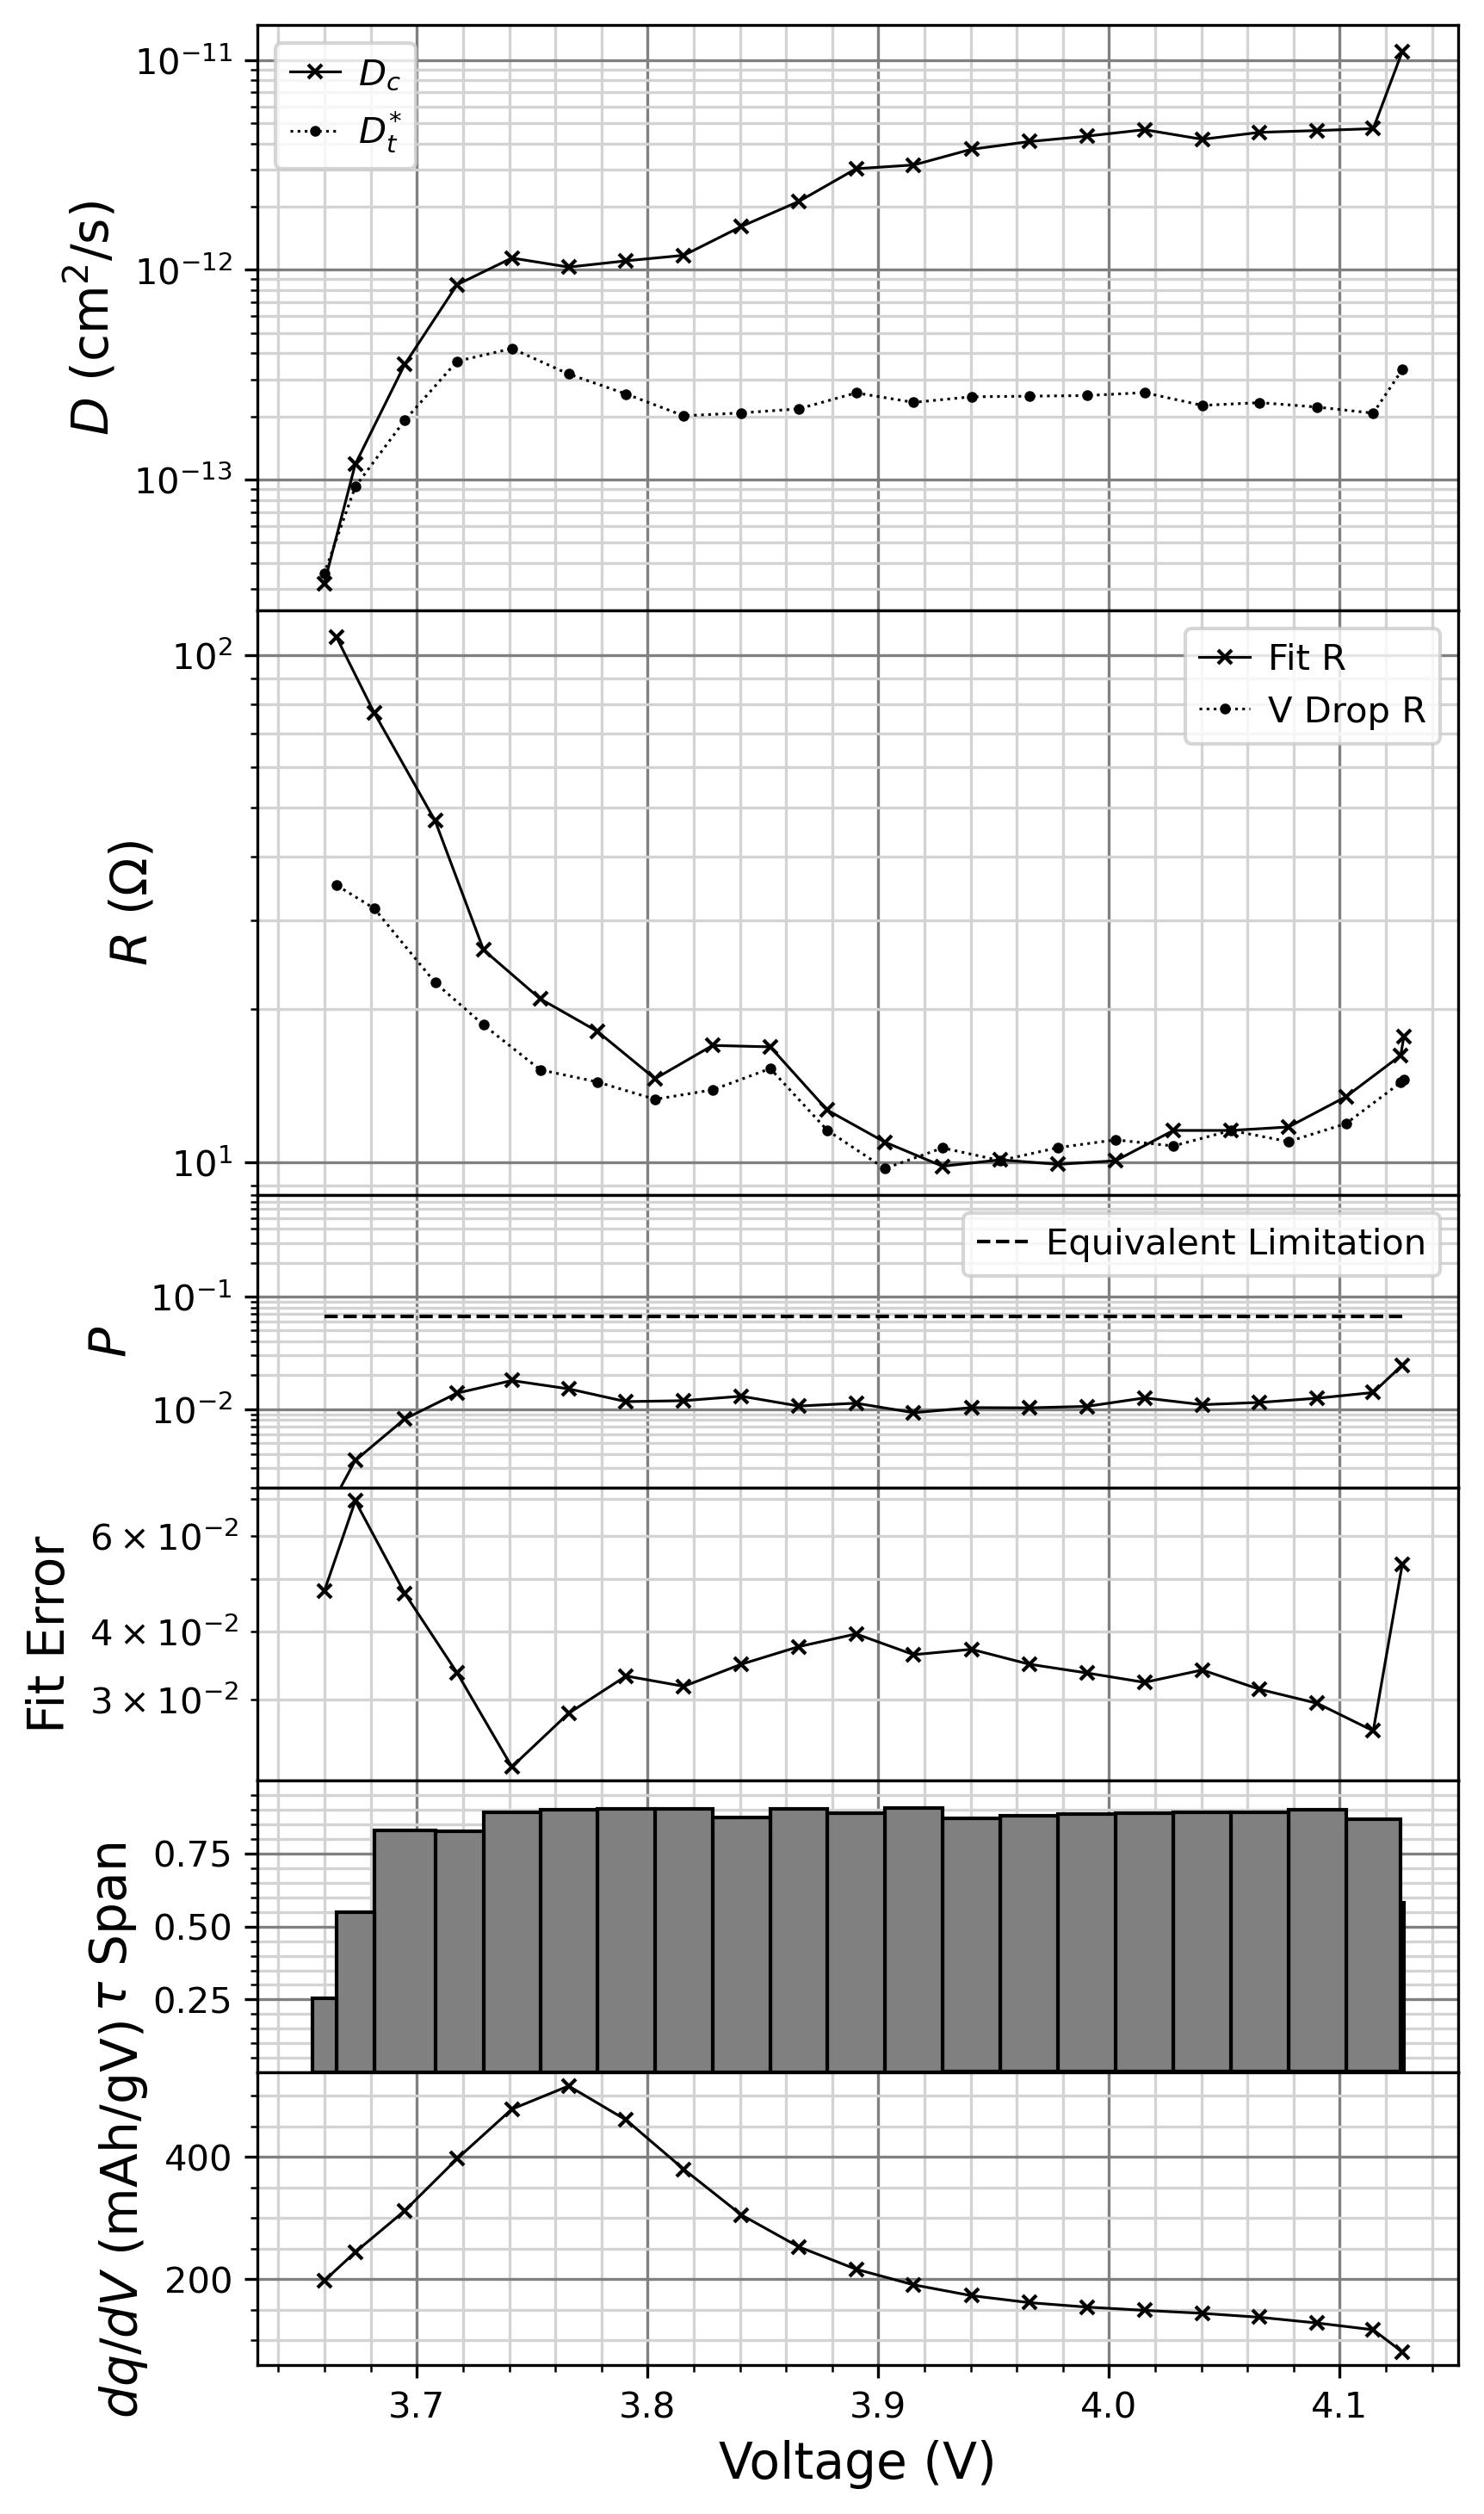 D (cm²/s)
10⁻¹¹
10⁻¹²
10⁻¹³
D_c
D_t^*
R (Ω)
10²
10¹
Fit R
V Drop R
P
10⁻¹
10⁻²
Equivalent Limitation
Fit Error
6 × 10⁻²
4 × 10⁻²
3 × 10⁻²
τ Span
0.75
0.50
0.25
dq/dV (mAh/gV)
400
200
3.7 3.8 3.9 4.0 4.1
Voltage (V)